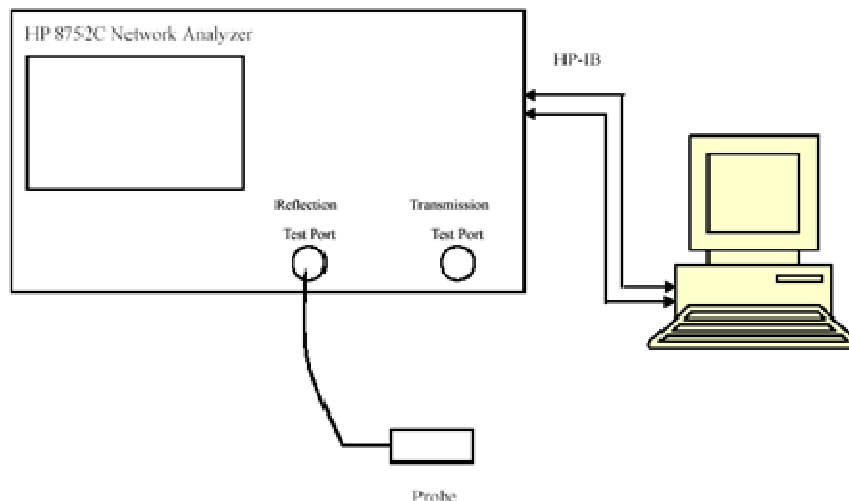 HP 8752C Network Analyzer
HP-IB
Reflection
Test Port
Transmission
Test Port
Probe